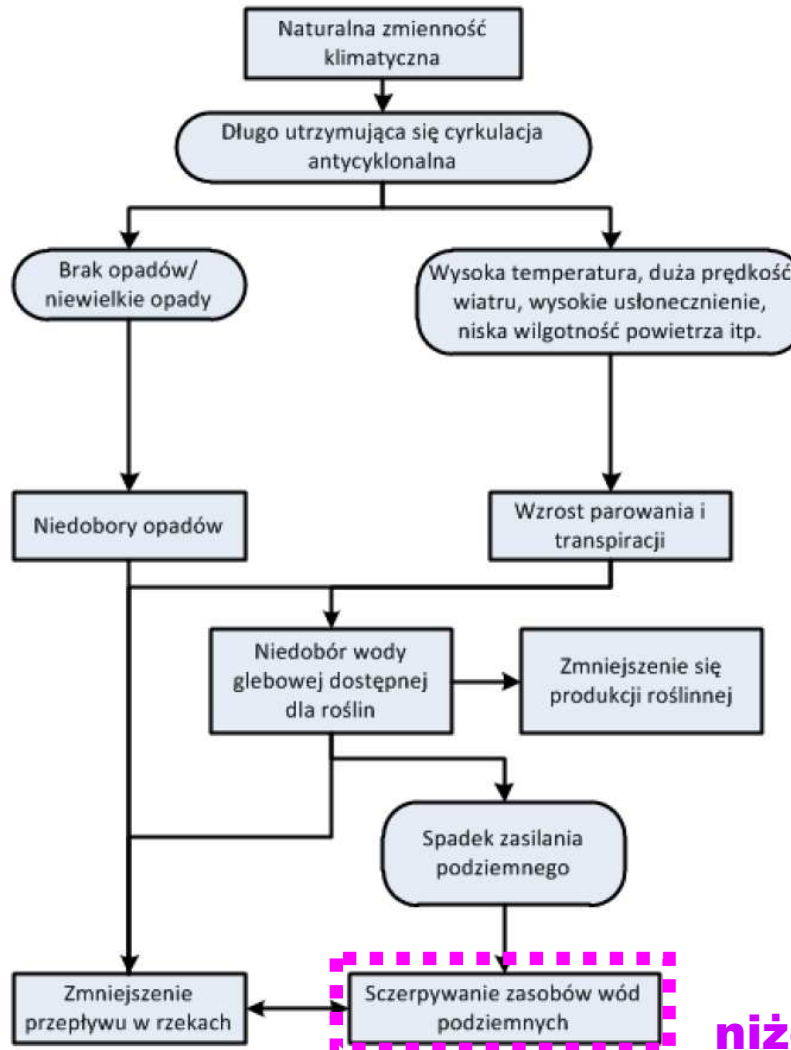 Naturalna zmienność
klimatyczna
Długo utrzymująca się cyrkulacja
antycyklonalna
Brak opadów/
niewielkie opady
Wysoka temperatura, duża prędkość
wiatru, wysokie usłonecznienie,
niska wilgotność powietrza itp.
Niedobory opadów
Wzrost parowania i
transpiracji
Niedobór wody
glebowej dostępnej
dla roślin
Zmniejszenie się
produkcji roślinnej
Spadek zasilania
podziemnego
Zmniejszenie
przepływu w rzekach
Sczerpywanie zasobów wód
podziemnych